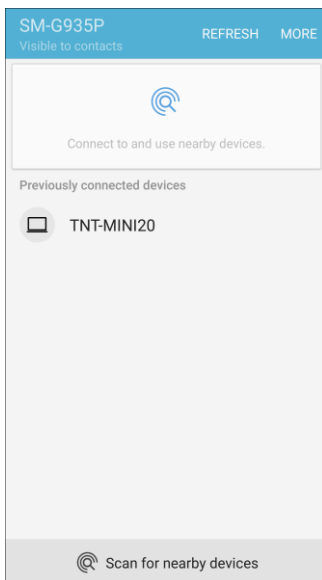 SM-G935P
Visible to contacts
REFRESH MORE
Connect to and use nearby devices.
Previously connected devices
TNT-MINI20
Scan for nearby devices